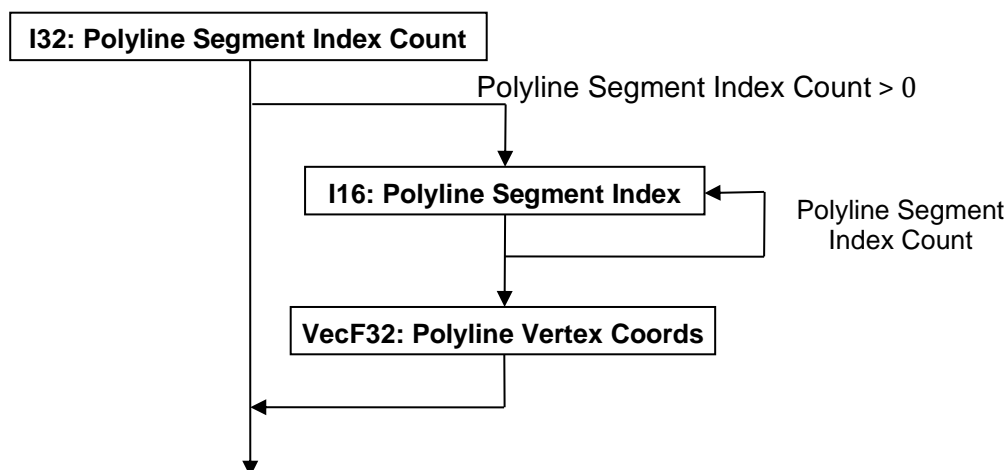 I32: Polyline Segment Index Count
Polyline Segment Index Count > 0
I16: Polyline Segment Index
Polyline Segment
Index Count
VecF32: Polyline Vertex Coords